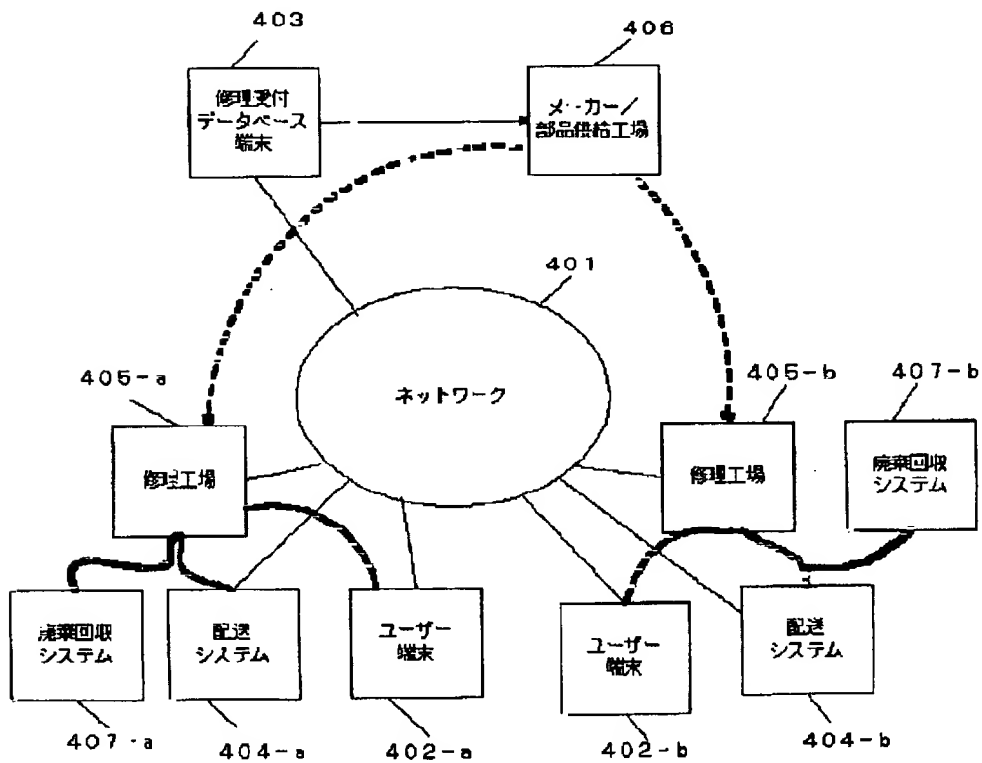 403
406
修理受付
データベース
端末
メーカー/
部品供給工場
401
ネットワーク
405-a
405-b
407-b
修理工場
修理工場
廃棄回収
システム
廃棄回収
システム
配送
システム
ユーザー
端末
ユーザー
端末
配送
システム
407-a
404-a
402-a
402-b
404-b